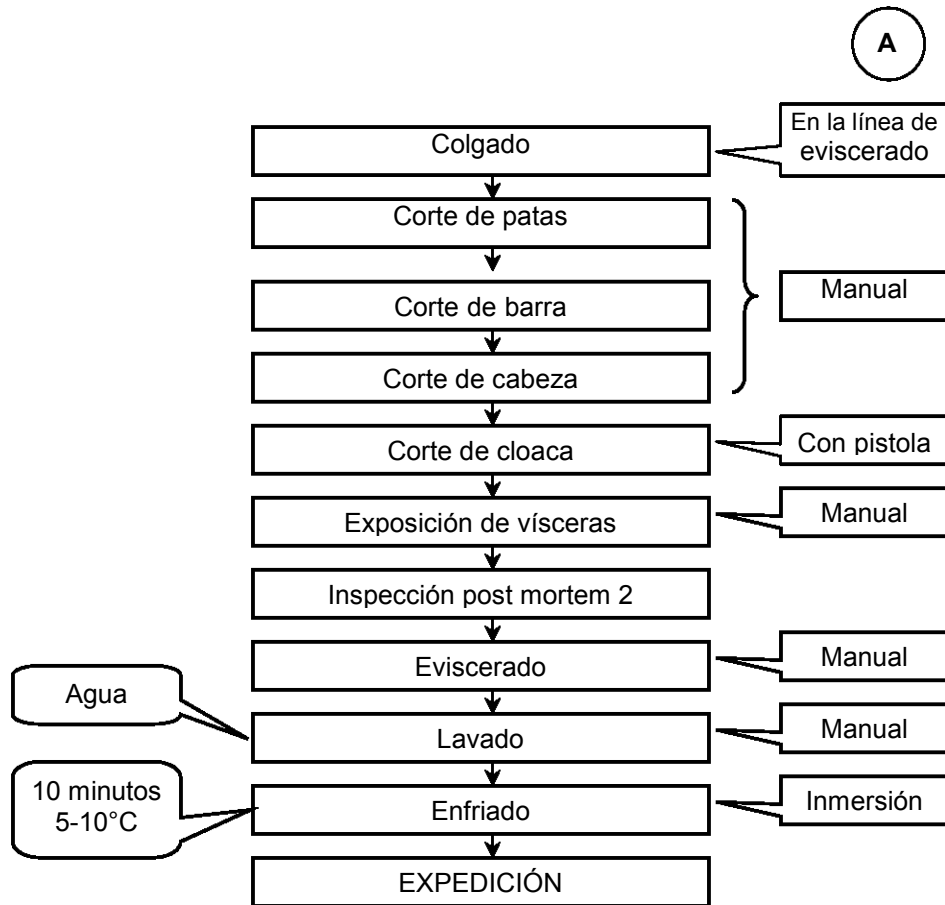 A
En la línea de
eviscerado
Colgado
Corte de patas
Corte de barra
Manual
Corte de cabeza
Corte de cloaca
Con pistola
Exposición de vísceras
Manual
Inspección post mortem 2
Eviscerado
Manual
Agua
Lavado
Manual
10 minutos
5-10°C
Enfriado
Inmersión
EXPEDICIÓN